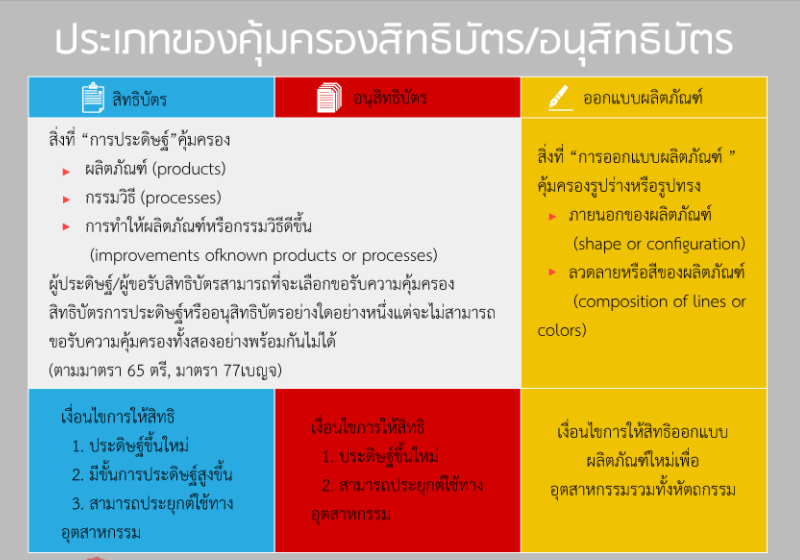 ประเภทของคุ้มครองสิทธิบัตร/อนุสิทธิบัตร
สิทธิบัตร
อนุสิทธิบัตร
ออกแบบผลิตภัณฑ์
สิ่งที่ “การประดิษฐ์”คุ้มครอง
ผลิตภัณฑ์ (products)
กรรมวิธี (processes)
การทำให้ผลิตภัณฑ์หรือกรรมวิธีดีขึ้น
(improvements ofknown products or processes)
ผู้ประดิษฐ์/ผู้ขอรับสิทธิบัตรสามารถที่จะเลือกขอรับความคุ้มครอง
สิทธิบัตรการประดิษฐ์หรืออนุสิทธิบัตรอย่างใดอย่างหนึ่งแต่จะไม่สามารถ
ขอรับความคุ้มครองทั้งสองอย่างพร้อมกันไม่ได้
(ตามมาตรา 65 ตรี, มาตรา 77เบญจ)
สิ่งที่ “การออกแบบผลิตภัณฑ์ ”
คุ้มครองรูปร่างหรือรูปทรง
ภายนอกของผลิตภัณฑ์
(shape or configuration)
ลวดลายหรือสีของผลิตภัณฑ์
(composition of lines or
colors)
เงื่อนไขการให้สิทธิ
1. ประดิษฐ์ขึ้นใหม่
2. มีขั้นการประดิษฐ์สูงขึ้น
3. สามารถประยุกต์ใช้ทาง
อุตสาหกรรม
เงื่อนไขการให้สิทธิ
1. ประดิษฐ์ขึ้นใหม่
2. สามารถประยุกต์ใช้ทาง
อุตสาหกรรม
เงื่อนไขการให้สิทธิออกแบบ
ผลิตภัณฑ์ใหม่เพื่อ
อุตสาหกรรมรวมทั้งหัตถกรรม